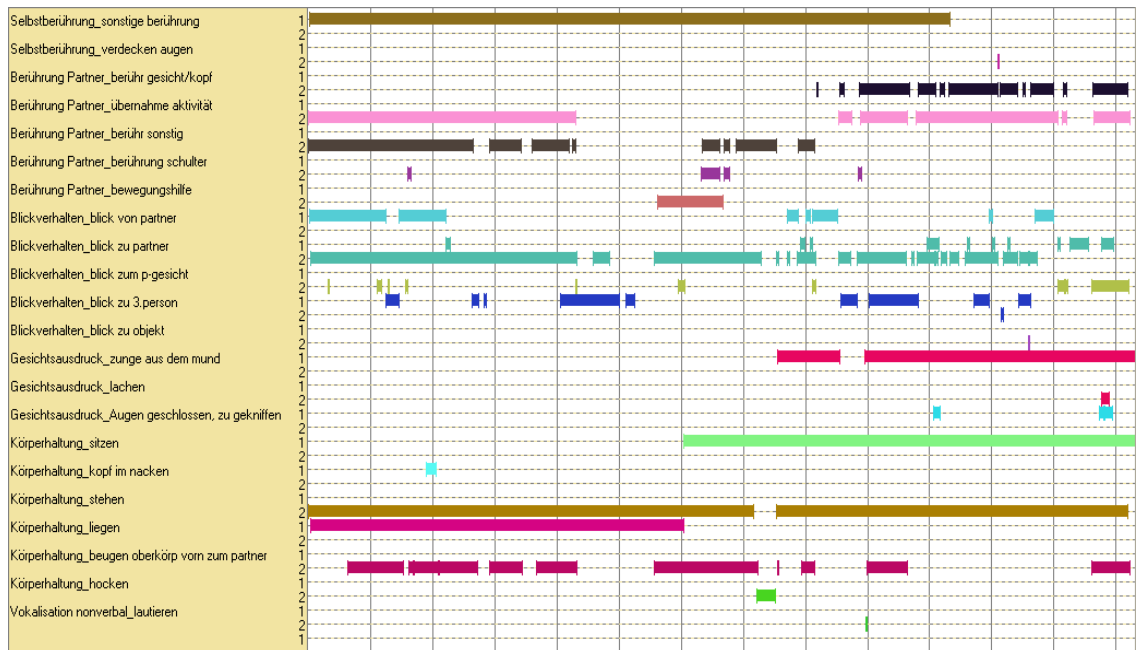 Selbstberührung_sonstige berührung 1
2
Selbstberührung_verdecken augen 1
2
Berührung Partner_berühr gesicht/kopf 1
2
Berührung Partner_übernahme aktivität 1
2
Berührung Partner_berühr sonstig 1
2
Berührung Partner_berührung schulter 1
2
Berührung Partner_bewegungshilfe 1
2
Blickverhalten_blick von partner 1
2
Blickverhalten_blick zu partner 1
2
Blickverhalten_blick zum p-gesicht 1
2
Blickverhalten_blick zu 3.person 1
2
Blickverhalten_blick zu objekt 1
2
Gesichtsausdruck_zunge aus dem mund 1
2
Gesichtsausdruck_lachen 1
2
Gesichtsausdruck_Augen geschlossen, zu gekniffen 1
2
Körperhaltung_sitzen 1
2
Körperhaltung_kopf im nacken 1
2
Körperhaltung_stehen 1
2
Körperhaltung_liegen 1
2
Körperhaltung_beugen oberkörp vorn zum partner 1
2
Körperhaltung_hocken 1
2
Vokalisation nonverbal_lautieren 1
2
1